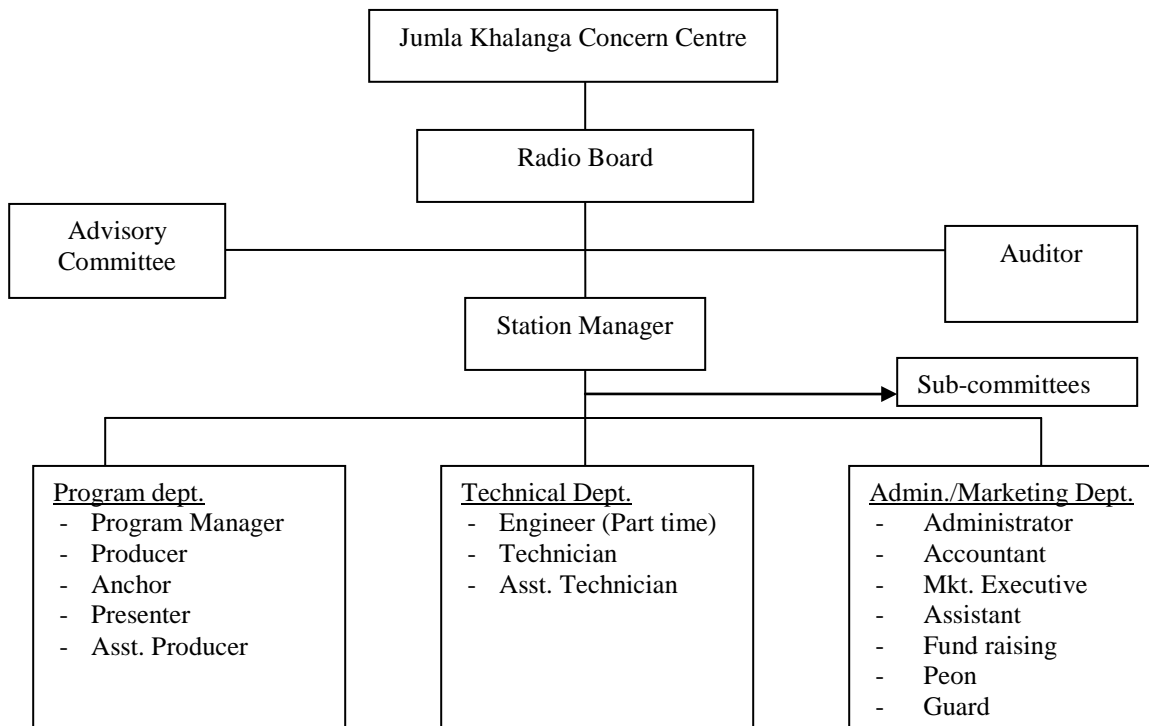 Jumla Khalanga Concern Centre
Radio Board
Advisory
Committee
Auditor
Station Manager
Sub-committees
Program dept.
- Program Manager
- Producer
- Anchor
- Presenter
- Asst. Producer
Technical Dept.
- Engineer (Part time)
- Technician
- Asst. Technician
Admin./Marketing Dept.
- Administrator
- Accountant
- Mkt. Executive
- Assistant
- Fund raising
- Peon
- Guard